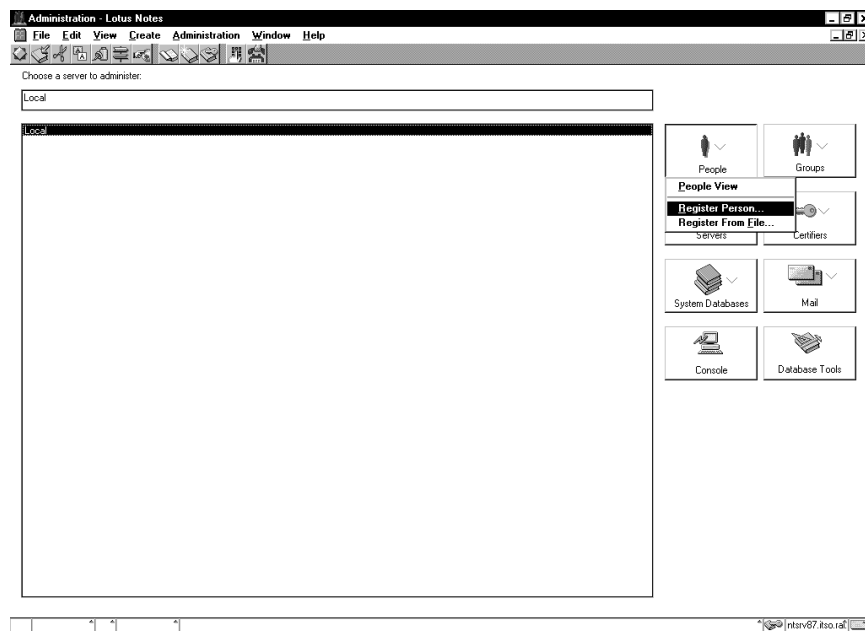 Administration - Lotus Notes
File Edit View Create Administration Window Help
Choose a server to administer:
Local
Local
People
Groups
People View
Register Person...
Register From File...
Servers
Certifiers
System Databases
Mail
Console
Database Tools
ntsrv87.itso.ral